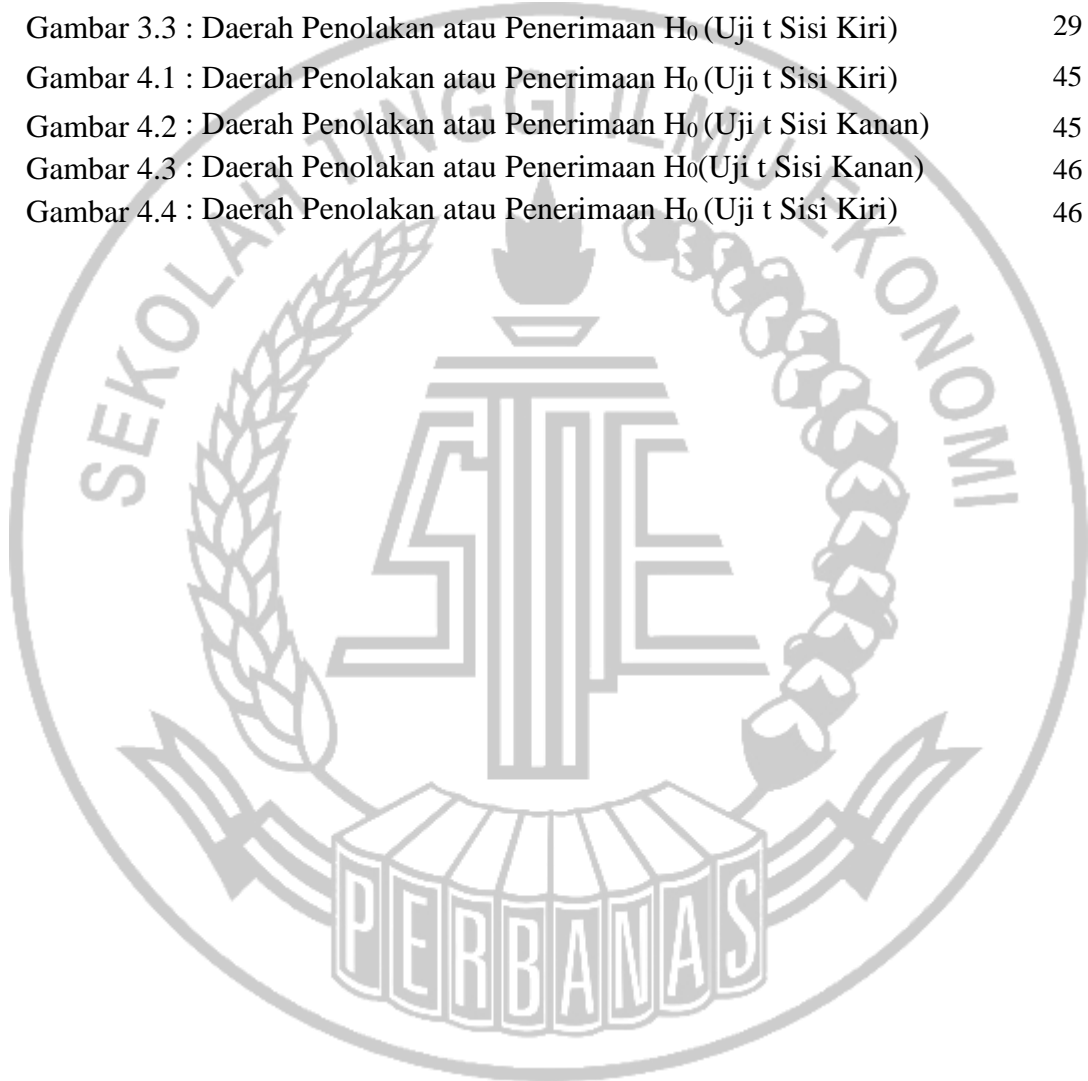 Gambar 3.3 : Daerah Penolakan atau Penerimaan H₀ (Uji t Sisi Kiri) 29
Gambar 4.1 : Daerah Penolakan atau Penerimaan H₀ (Uji t Sisi Kiri) 45
Gambar 4.2 : Daerah Penolakan atau Penerimaan H₀ (Uji t Sisi Kanan) 45
Gambar 4.3 : Daerah Penolakan atau Penerimaan H₀(Uji t Sisi Kanan) 46
Gambar 4.4 : Daerah Penolakan atau Penerimaan H₀ (Uji t Sisi Kiri) 46
SEKOLAH TINGGI ILMU EKONOMI
STIE
PERBANAS